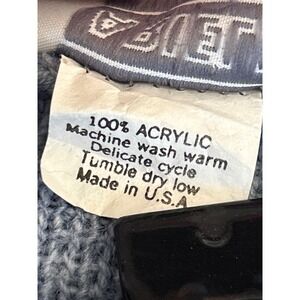 100% ACRYLIC
Machine wash warm
Delicate cycle
Tumble dry low
Made in U.S.A